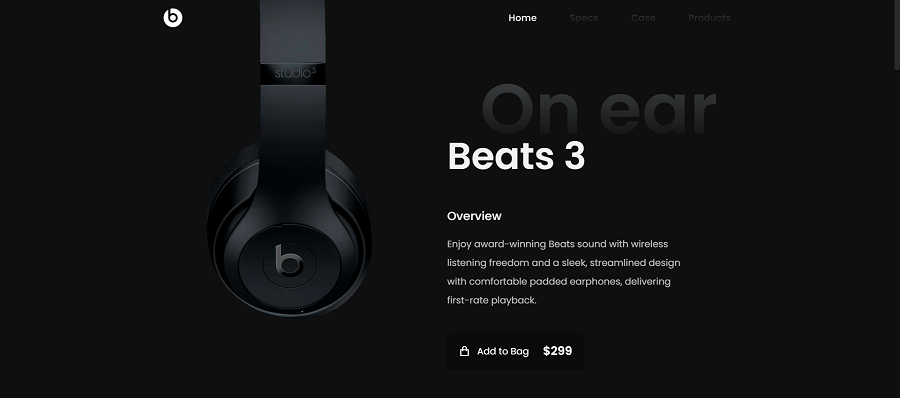 Home Specs Case Products
studio³
On ear
Beats 3
Overview
Enjoy award-winning Beats sound with wireless
listening freedom and a sleek, streamlined design
with comfortable padded earphones, delivering
first-rate playback.
Add to Bag $299